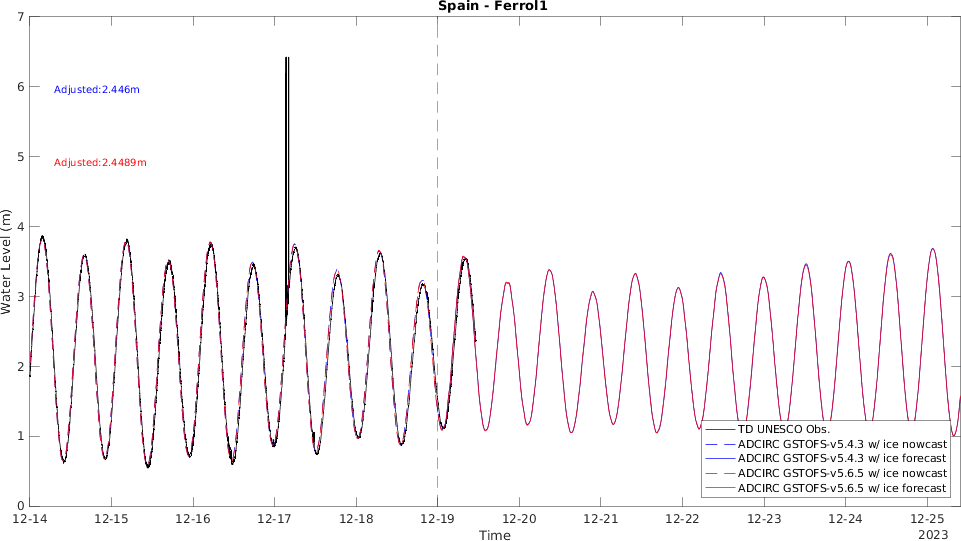 Spain - Ferrol1
7
6
5
4
3
2
1
0
Water Level (m)
Adjusted:2.446m
Adjusted:2.4489m
TD UNESCO Obs.
ADCIRC GSTOFS-v5.4.3 w/ ice nowcast
ADCIRC GSTOFS-v5.4.3 w/ ice forecast
ADCIRC GSTOFS-v5.6.5 w/ ice nowcast
ADCIRC GSTOFS-v5.6.5 w/ ice forecast
12-14 12-15 12-16 12-17 12-18 12-19 12-20 12-21 12-22 12-23 12-24 12-25
Time
2023